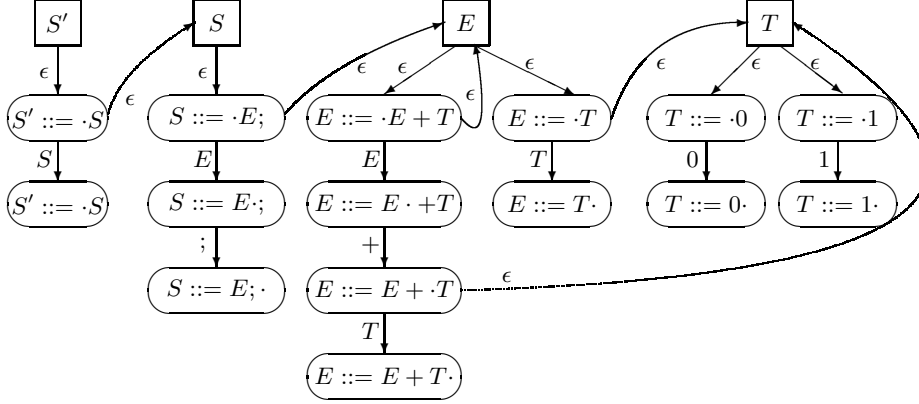 S′ S E T
ϵ ϵ ϵ ϵ ϵ ϵ ϵ ϵ ϵ ϵ
S′ ::= ·S S ::= ·E; E ::= ·E + T E ::= ·T T ::= ·0 T ::= ·1
S E E T 0 1
S′ ::= ·S S ::= E·; E ::= E · +T E ::= T· T ::= 0· T ::= 1·
; +
S ::= E; · E ::= E + ·T ϵ
T
E ::= E + T·